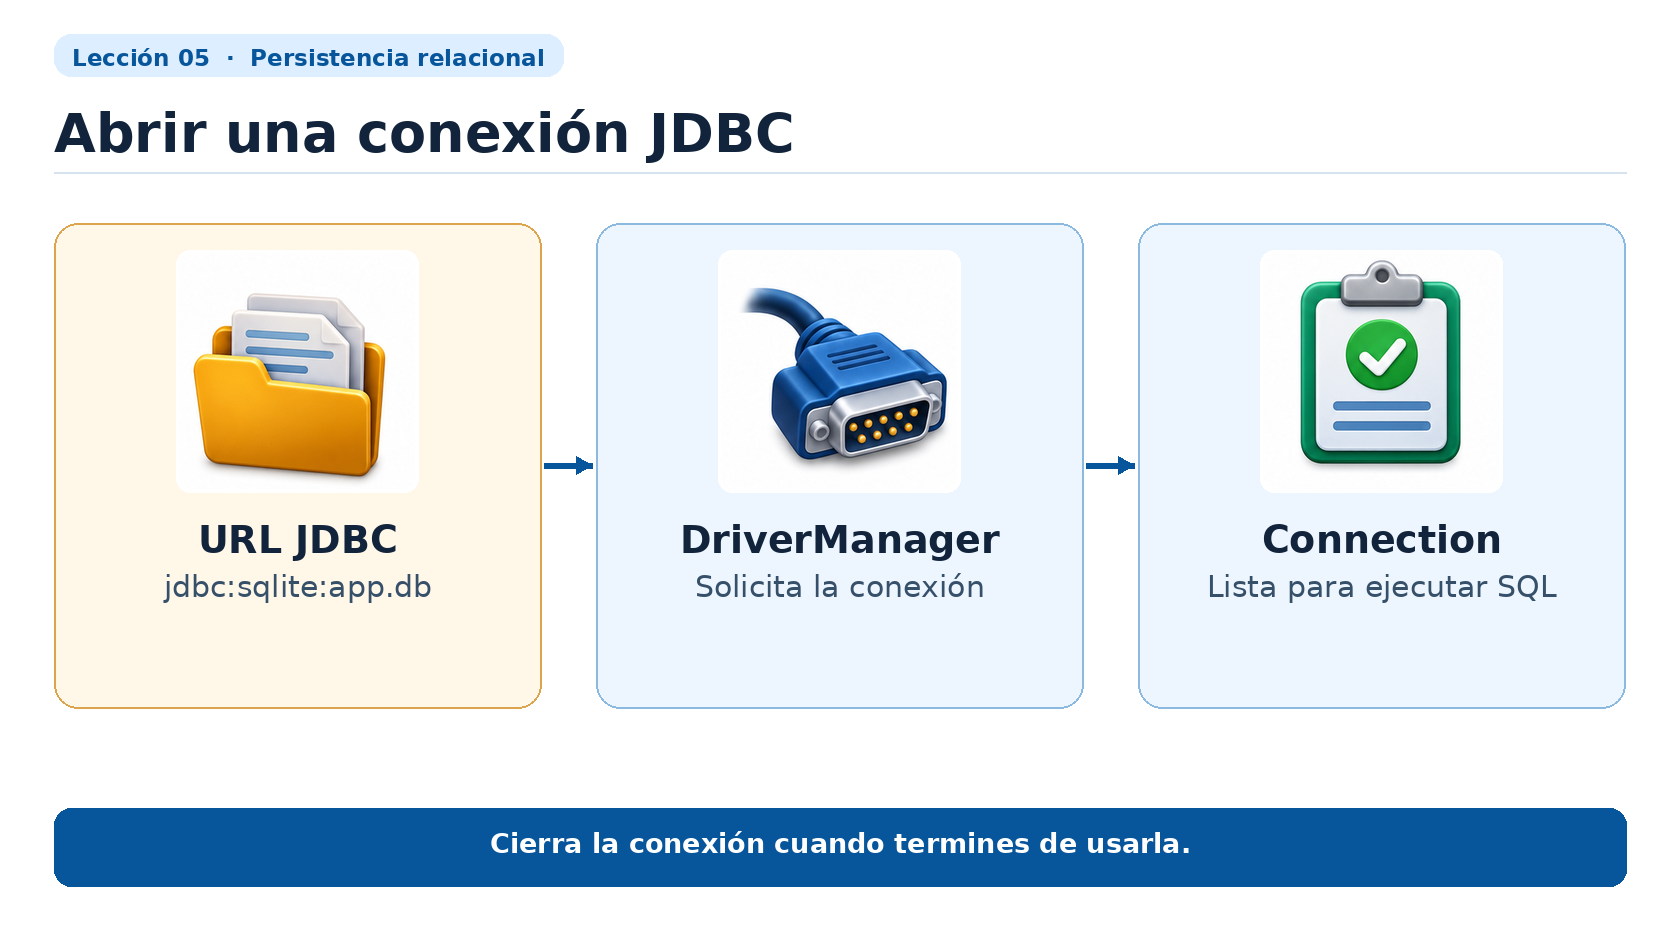 Lección 05 · Persistencia relacional
Abrir una conexión JDBC
URL JDBC
jdbc:sqlite:app.db
DriverManager
Solicita la conexión
Connection
Lista para ejecutar SQL
Cierra la conexión cuando termines de usarla.